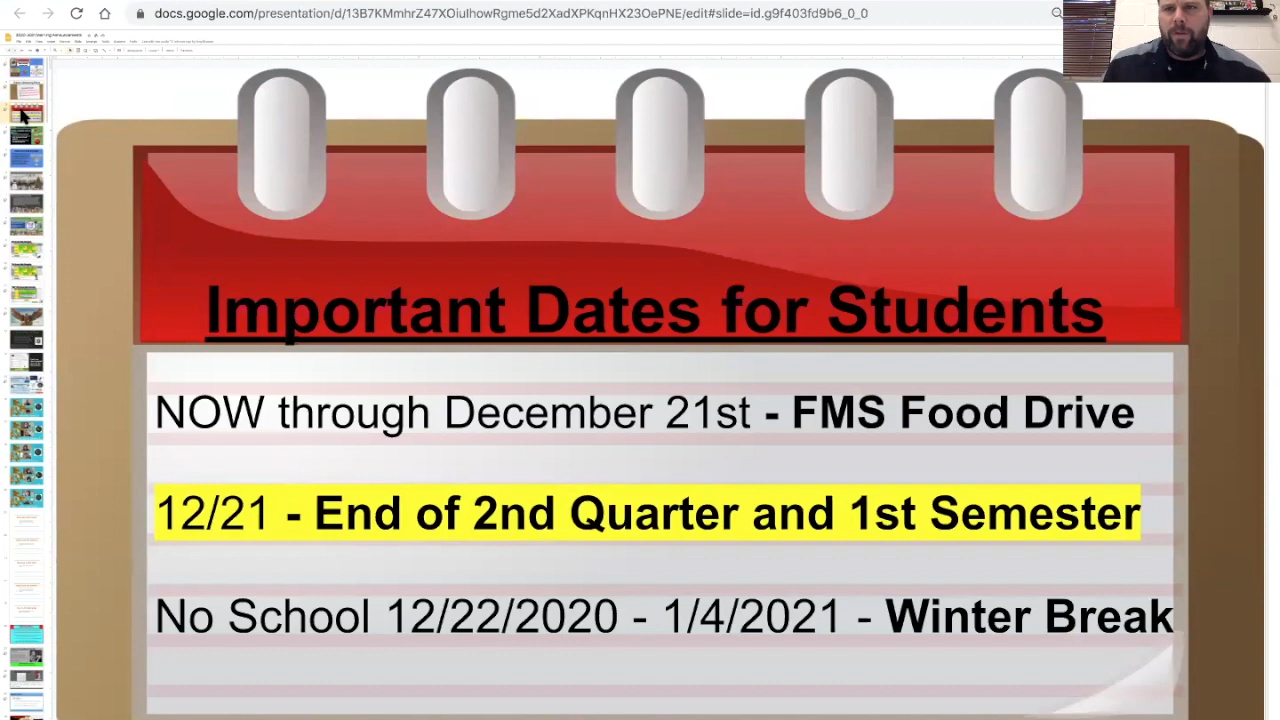 docs.google.com/presentation/d/13B7KMmhrZ47XOiuIhowRgme5d2XadXPKqnHX23OePNE/edit#slide=id.g9f403fd9b6_0_0
Important Dates for Students
NOW through December 21st - FMS Food Drive
12/21 - End of 2nd Quarter and 1st Semester
No School 12/22/2020 - 1/4/2021 - Winter Break